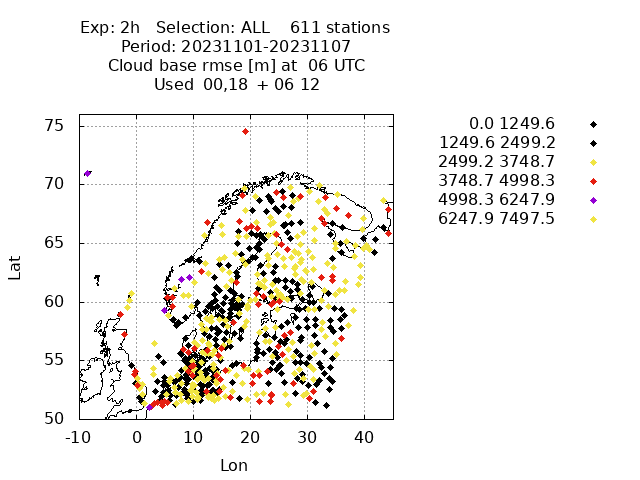 Exp: 2h   Selection: ALL    611 stations
Period: 20231101-20231107
Cloud base rmse [m] at  06 UTC
Used  00,18  + 06 12
0.0 1249.6
1249.6 2499.2
2499.2 3748.7
3748.7 4998.3
4998.3 6247.9
6247.9 7497.5
75
70
65
60
55
50
Lat
-10 0 10 20 30 40
Lon